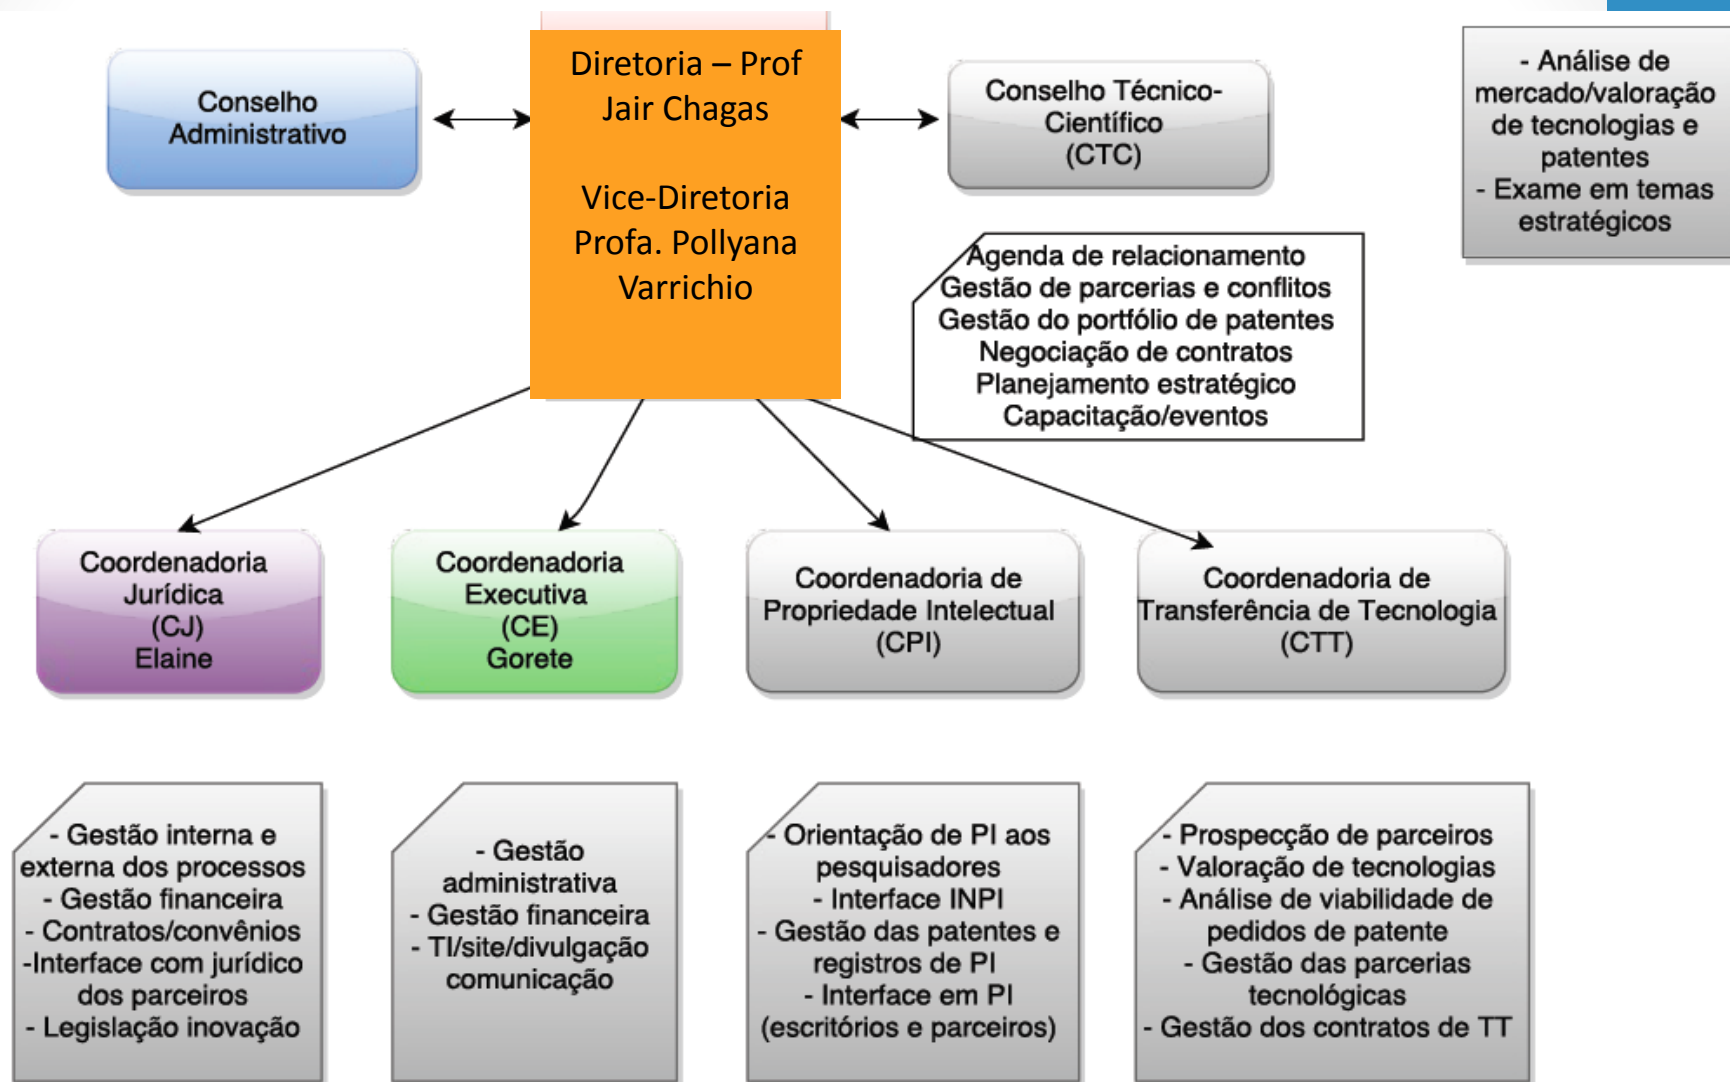 Conselho
Administrativo
Diretoria – Prof
Jair Chagas
Vice-Diretoria
Profa. Pollyana
Varrichio
Conselho Técnico-
Científico
(CTC)
- Análise de
mercado/valoração
de tecnologias e
patentes
- Exame em temas
estratégicos
Agenda de relacionamento
Gestão de parcerias e conflitos
Gestão do portfólio de patentes
Negociação de contratos
Planejamento estratégico
Capacitação/eventos
Coordenadoria
Jurídica
(CJ)
Elaine
Coordenadoria
Executiva
(CE)
Gorete
Coordenadoria de
Propriedade Intelectual
(CPI)
Coordenadoria de
Transferência de Tecnologia
(CTT)
- Gestão interna e
externa dos processos
- Gestão financeira
- Contratos/convênios
-Interface com jurídico
dos parceiros
- Legislação inovação
- Gestão
administrativa
- Gestão financeira
- TI/site/divulgação
comunicação
- Orientação de PI aos
pesquisadores
- Interface INPI
- Gestão das patentes e
registros de PI
- Interface em PI
(escritórios e parceiros)
- Prospecção de parceiros
- Valoração de tecnologias
- Análise de viabilidade de
pedidos de patente
- Gestão das parcerias
tecnológicas
- Gestão dos contratos de TT